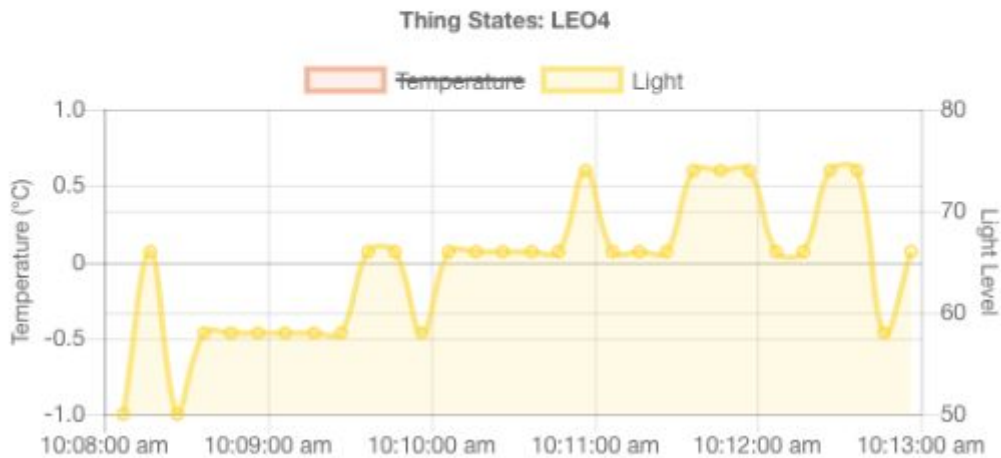 Thing States: LEO4
Temperature Light
1.0 80
0.5 70
0
-0.5 60
-1.0 50
Temperature (°C)
Light Level
10:08:00 am 10:09:00 am 10:10:00 am 10:11:00 am 10:12:00 am 10:13:00 am